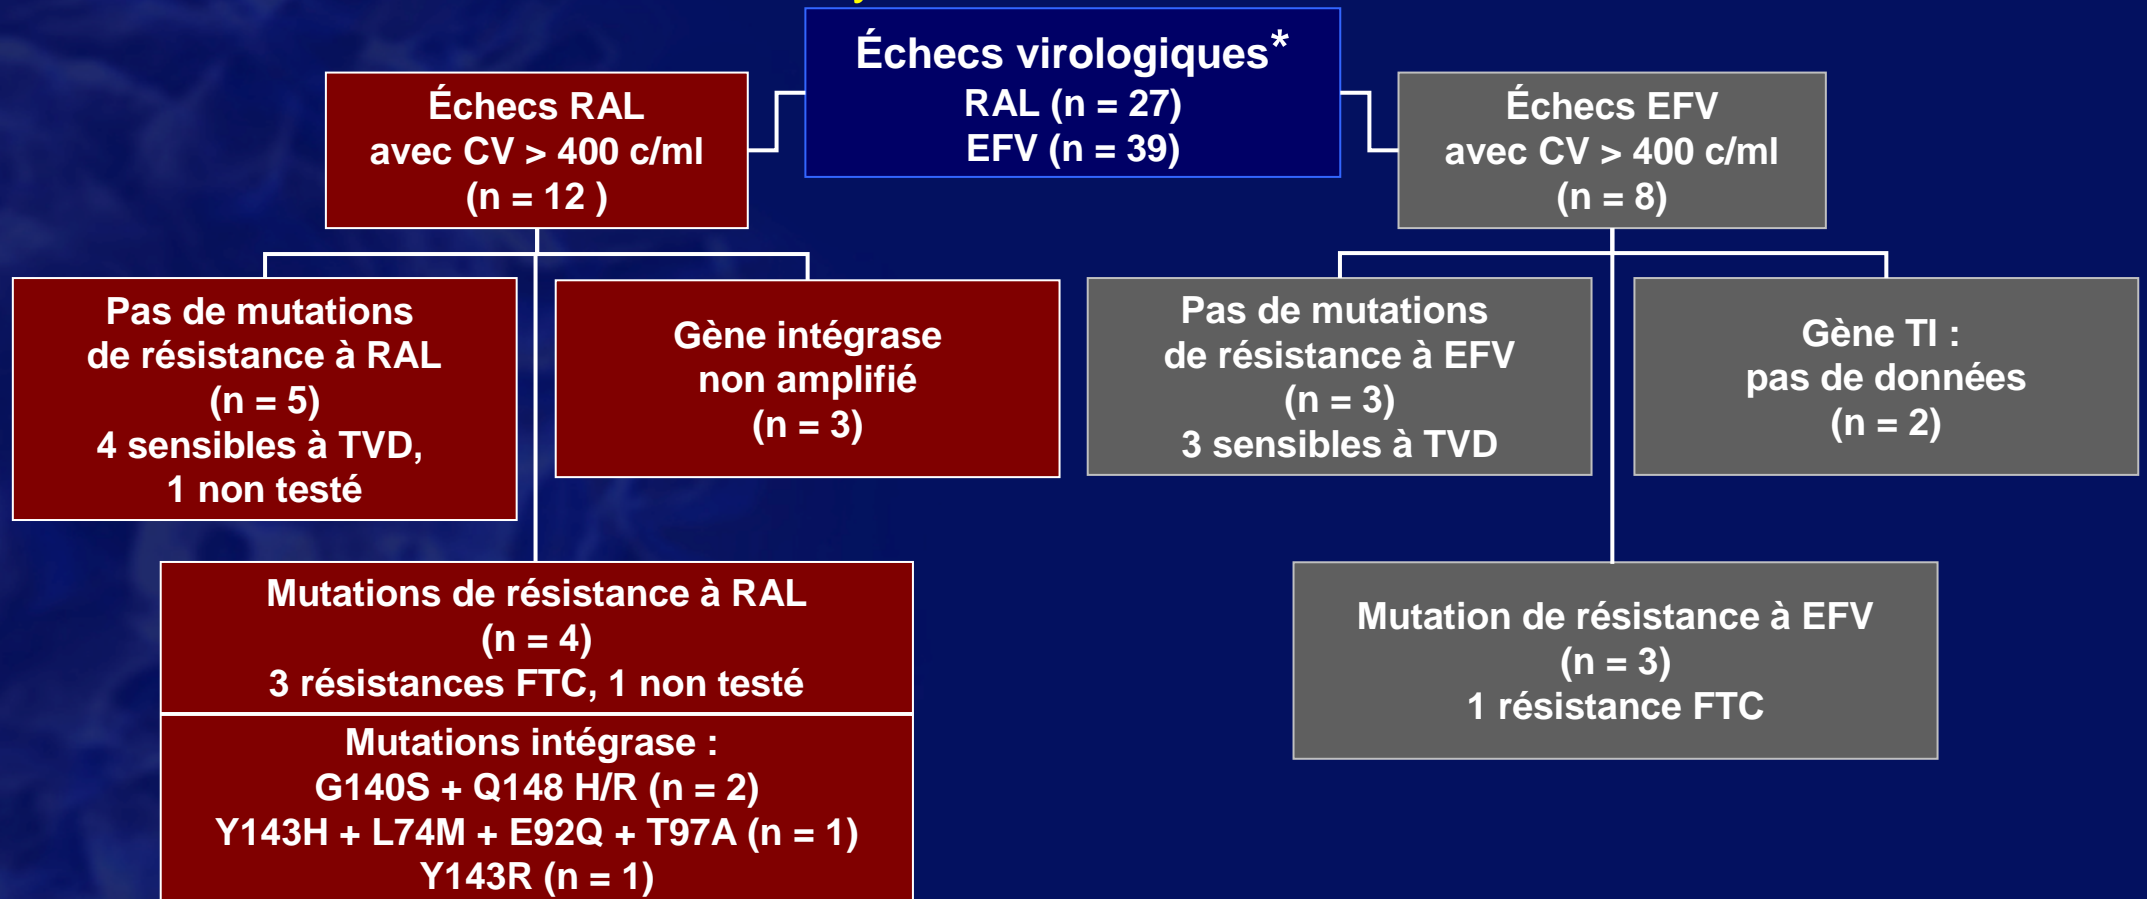 Échecs virologiques*
RAL (n = 27)
EFV (n = 39)
Échecs RAL
avec CV > 400 c/ml
(n = 12 )
Échecs EFV
avec CV > 400 c/ml
(n = 8)
Pas de mutations
de résistance à RAL
(n = 5)
4 sensibles à TVD,
1 non testé
Gène intégrase
non amplifié
(n = 3)
Pas de mutations
de résistance à EFV
(n = 3)
3 sensibles à TVD
Gène TI :
pas de données
(n = 2)
Mutations de résistance à RAL
(n = 4)
3 résistances FTC, 1 non testé
Mutations intégrase :
G140S + Q148 H/R (n = 2)
Y143H + L74M + E92Q + T97A (n = 1)
Y143R (n = 1)
Mutation de résistance à EFV
(n = 3)
1 résistance FTC